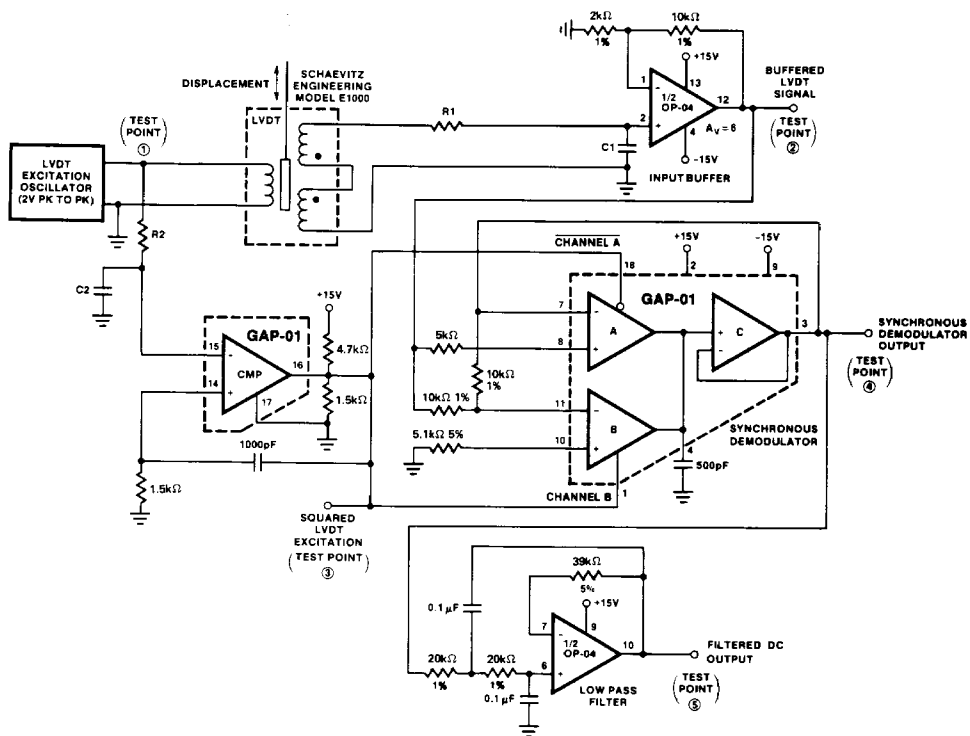 2kΩ
1%
10kΩ
1%
+15V
BUFFERED
LVDT
SIGNAL
DISPLACEMENT
SCHAEVITZ
ENGINEERING
MODEL E1000
1
13
1/2
OP-04
12
2
4
A_V = 6
(TEST
POINT)
②
R1
C1
-15V
INPUT BUFFER
(TEST
POINT)
①
LVDT
LVDT
EXCITATION
OSCILLATOR
(2V PK TO PK)
R2
C2
CHANNEL A
18
+15V
2
-15V
9
+15V
GAP-01
4.7kΩ
1.5kΩ
15
14
CMP
16
17
1000pF
1.5kΩ
GAP-01
7
8
A
C
3
SYNCHRONOUS
DEMODULATOR
OUTPUT
(TEST
POINT)
④
5kΩ
10kΩ
1%
10kΩ 1%
11
10
B
5.1kΩ 5%
SYNCHRONOUS
DEMODULATOR
4
500pF
CHANNEL B
1
SQUARED
LVDT
EXCITATION
(TEST POINT)
③
39kΩ
5%
+15V
0.1μF
7
9
1/2
OP-04
10
6
FILTERED DC
OUTPUT
(TEST
POINT)
⑤
20kΩ
1%
20kΩ
1%
0.1μF
LOW PASS
FILTER